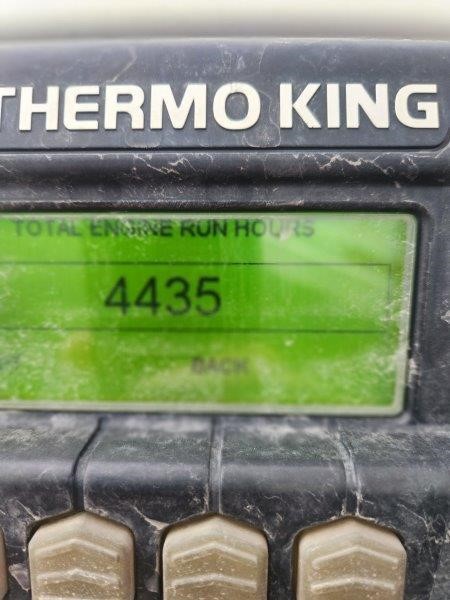 THERMO KING
TOTAL ENGINE RUN HOURS
4435
BACK